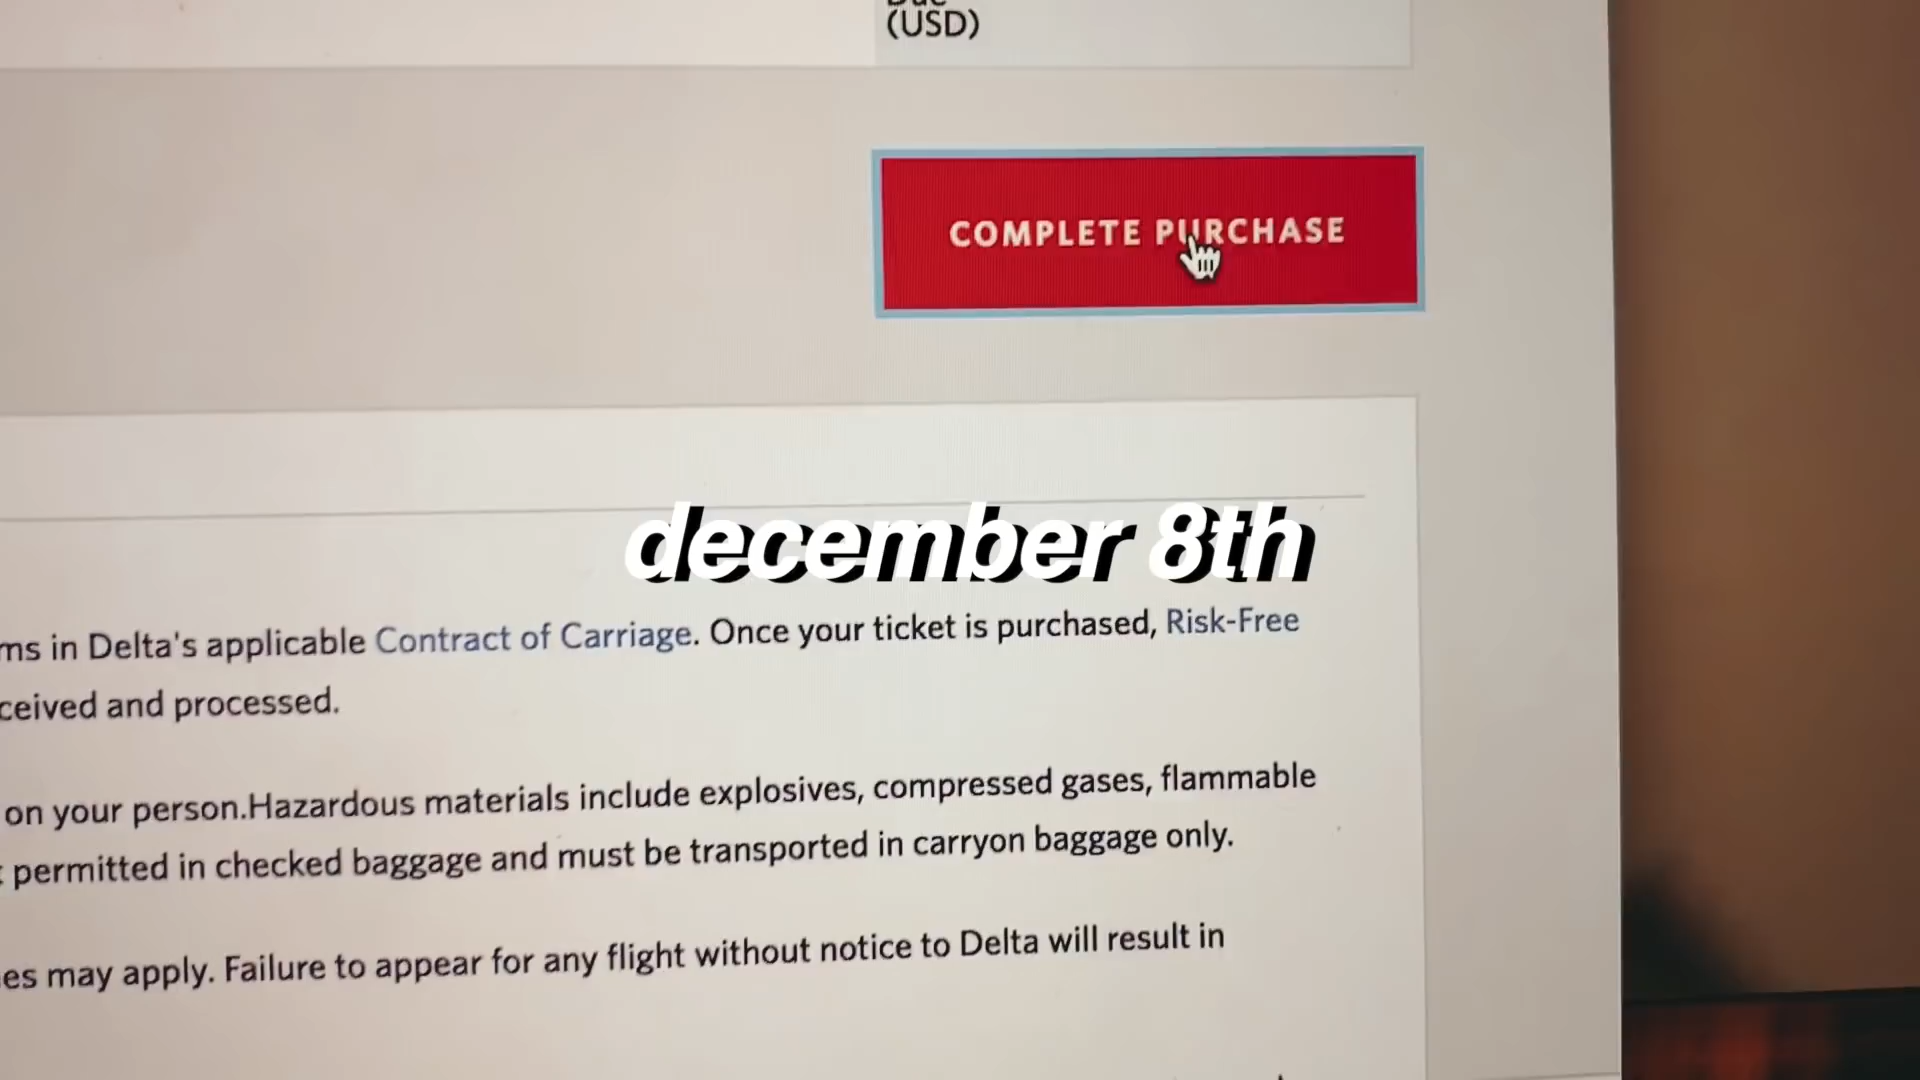 (USD)
COMPLETE PURCHASE
december 8th
in Delta's applicable Contract of Carriage. Once your ticket is purchased, Risk-Free
and processed.
on your person.Hazardous materials include explosives, compressed gases, flammable
permitted in checked baggage and must be transported in carryon baggage only.
may apply. Failure to appear for any flight without notice to Delta will result in